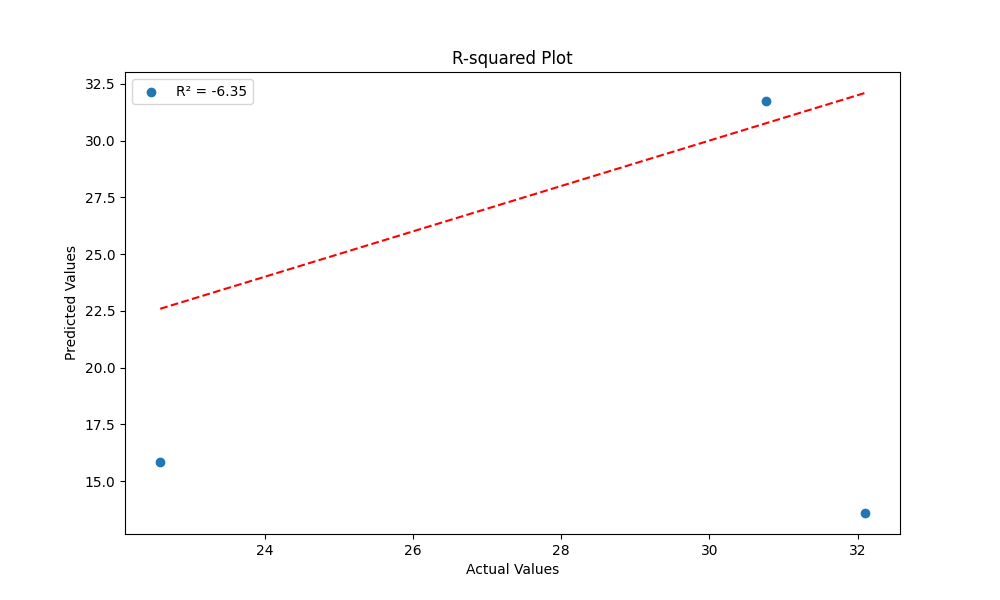 R-squared Plot
R² = -6.35
32.5
30.0
27.5
25.0
22.5
20.0
17.5
15.0
Predicted Values
24 26 28 30 32
Actual Values